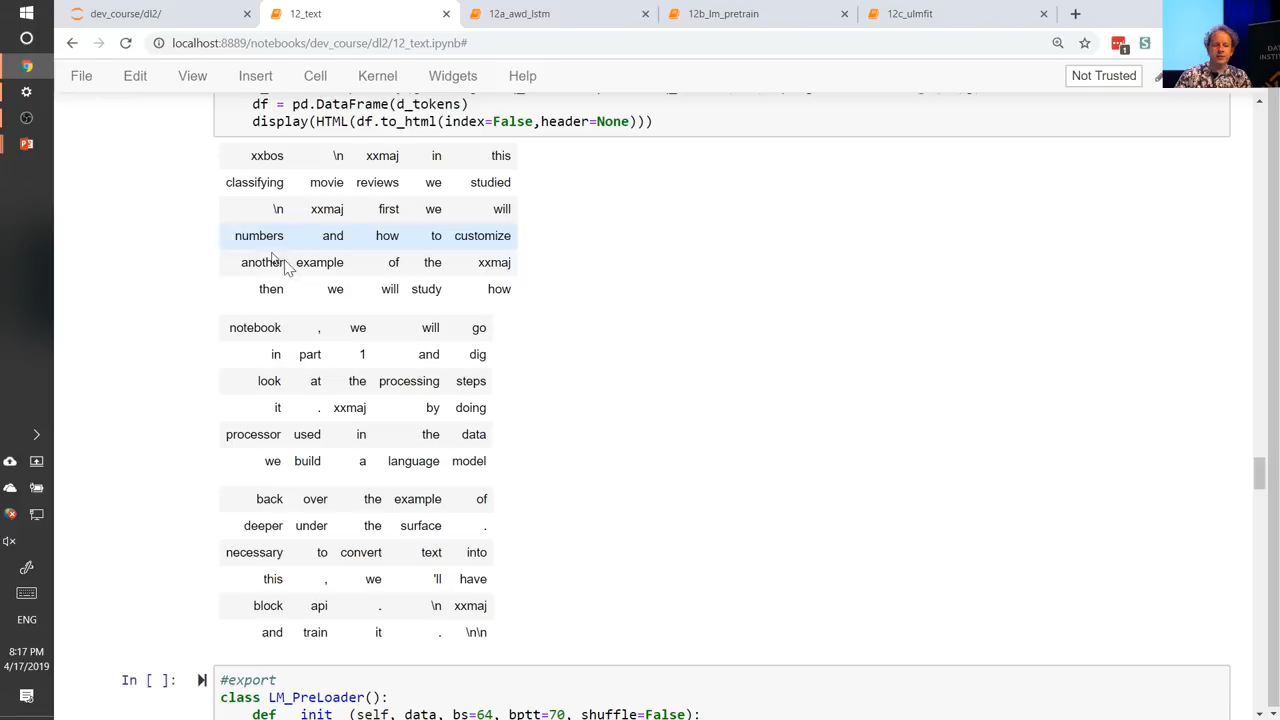 dev_course/dl2/ 12_text 12a_awd_lstm 12b_lm_pretrain 12c_ulmfit
localhost:8889/notebooks/dev_course/dl2/12_text.ipynb#
File Edit View Insert Cell Kernel Widgets Help Not Trusted
df = pd.DataFrame(d_tokens)
display(HTML(df.to_html(index=False,header=None)))
xxbos \n xxmaj in this
classifying movie reviews we studied
\n xxmaj first we will
numbers and how to customize
another example of the xxmaj
then we will study how
notebook , we will go
in part 1 and dig
look at the processing steps
it . xxmaj by doing
processor used in the data
we build a language model
back over the example of
deeper under the surface .
necessary to convert text into
this , we 'll have
block api . \n xxmaj
and train it . \n\n
In [ ]: #export
class LM_PreLoader():
def __init__(self, data, bs=64, bptt=70, shuffle=False):
ENG
8:17 PM
4/17/2019